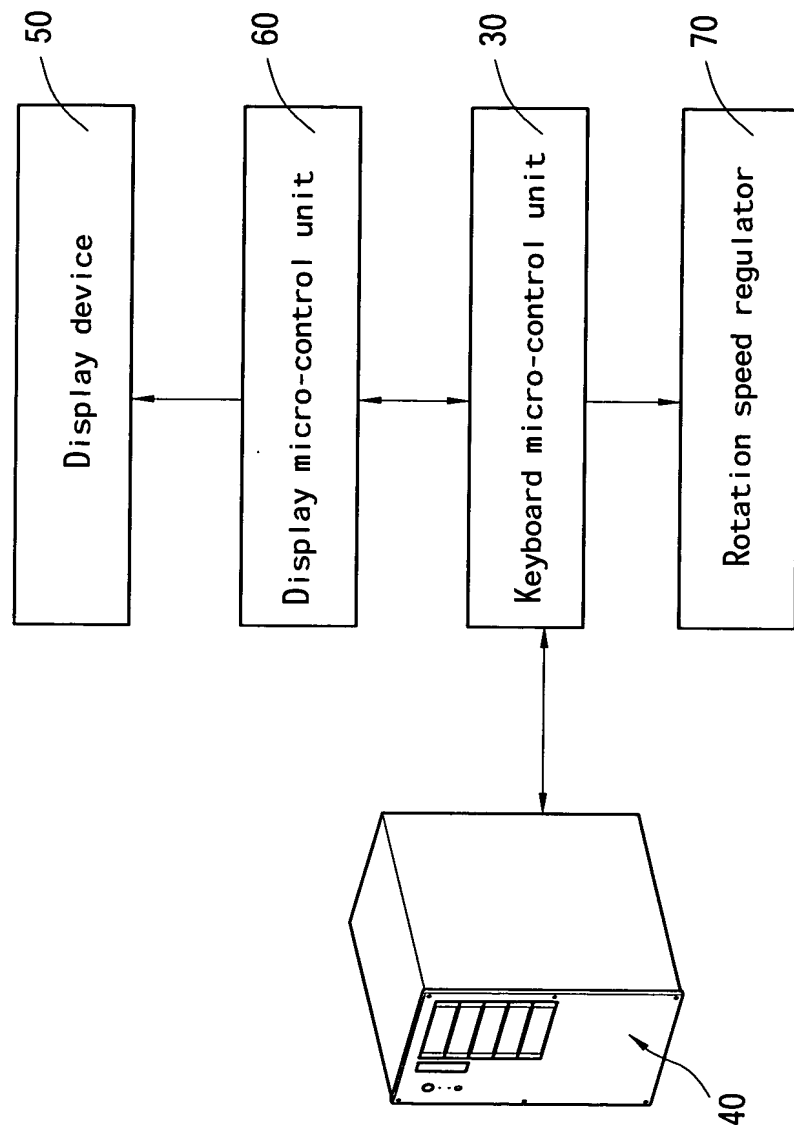 50
Display device
60
Display micro-control unit
30
Keyboard micro-control unit
70
Rotation speed regulator
40